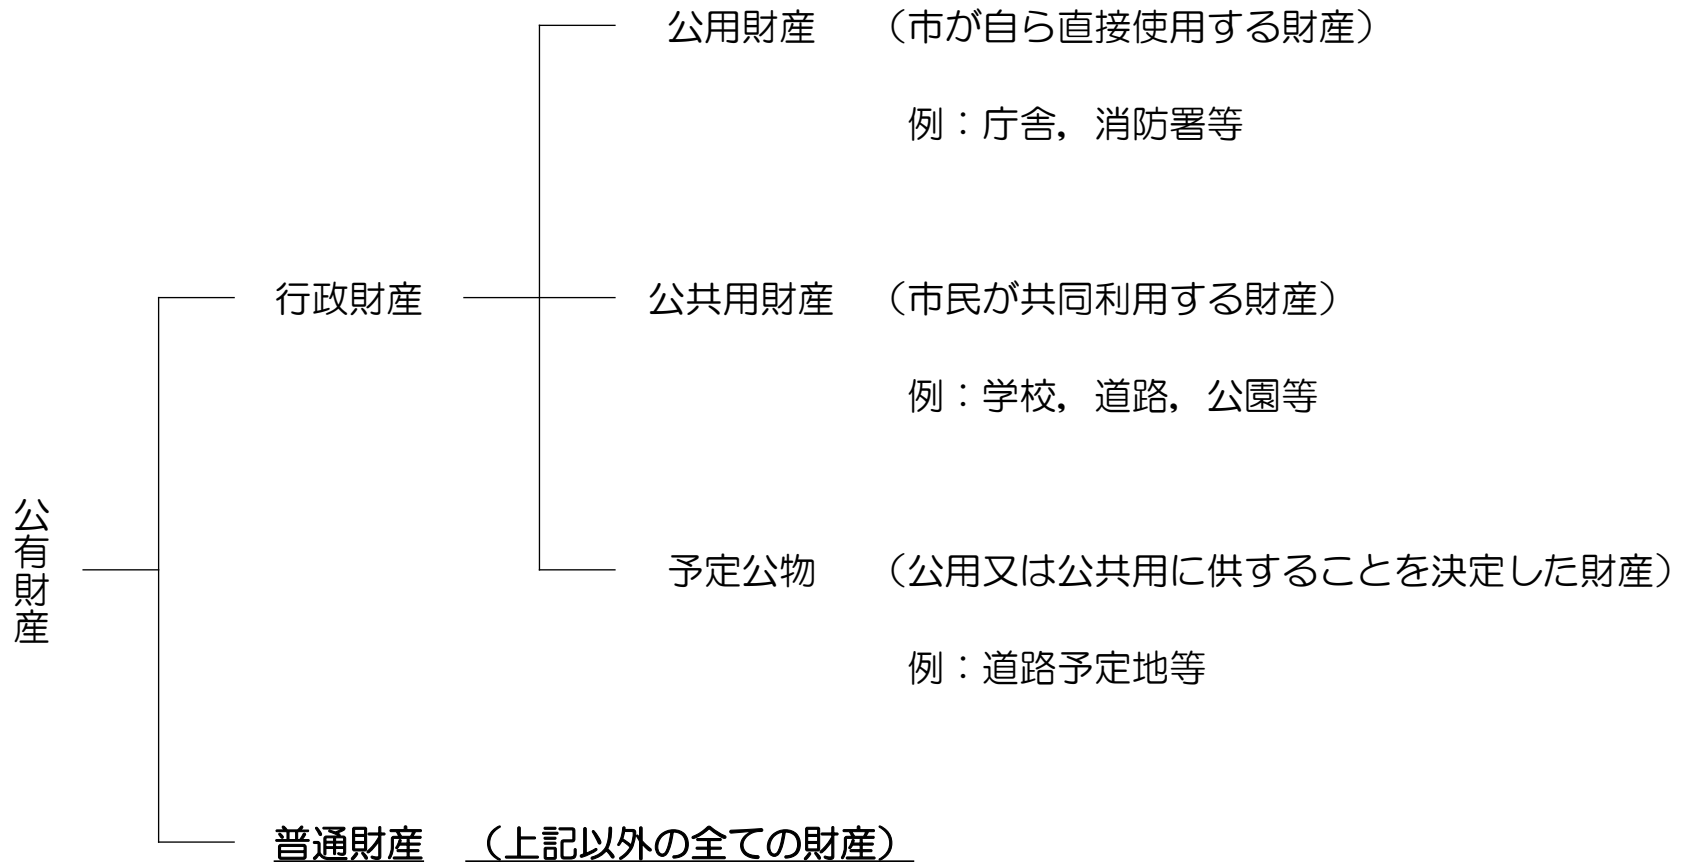 公用財産 （市が自ら直接使用する財産）
例：庁舎，消防署等
行政財産 公共用財産 （市民が共同利用する財産）
例：学校，道路，公園等
公有財産
予定公物 （公用又は公共用に供することを決定した財産）
例：道路予定地等
普通財産 （上記以外の全ての財産）